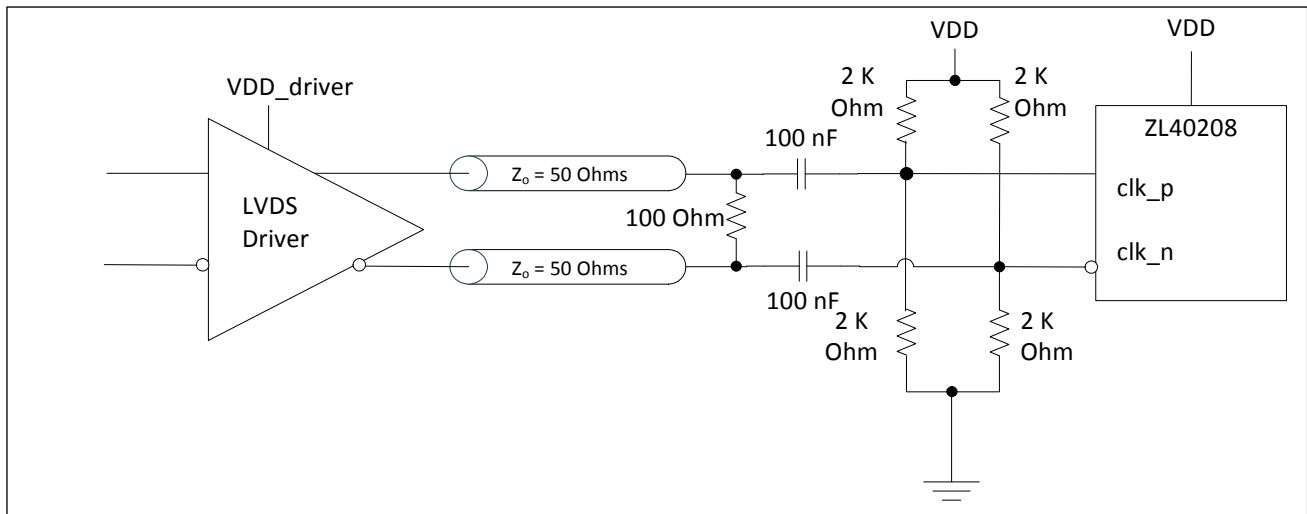 VDD
VDD
2 K
Ohm
2 K
Ohm
VDD_driver
ZL40208
100 nF
Zo = 50 Ohms
clk_p
LVDS
Driver
100 Ohm
clk_n
Zo = 50 Ohms
100 nF
2 K
Ohm
2 K
Ohm